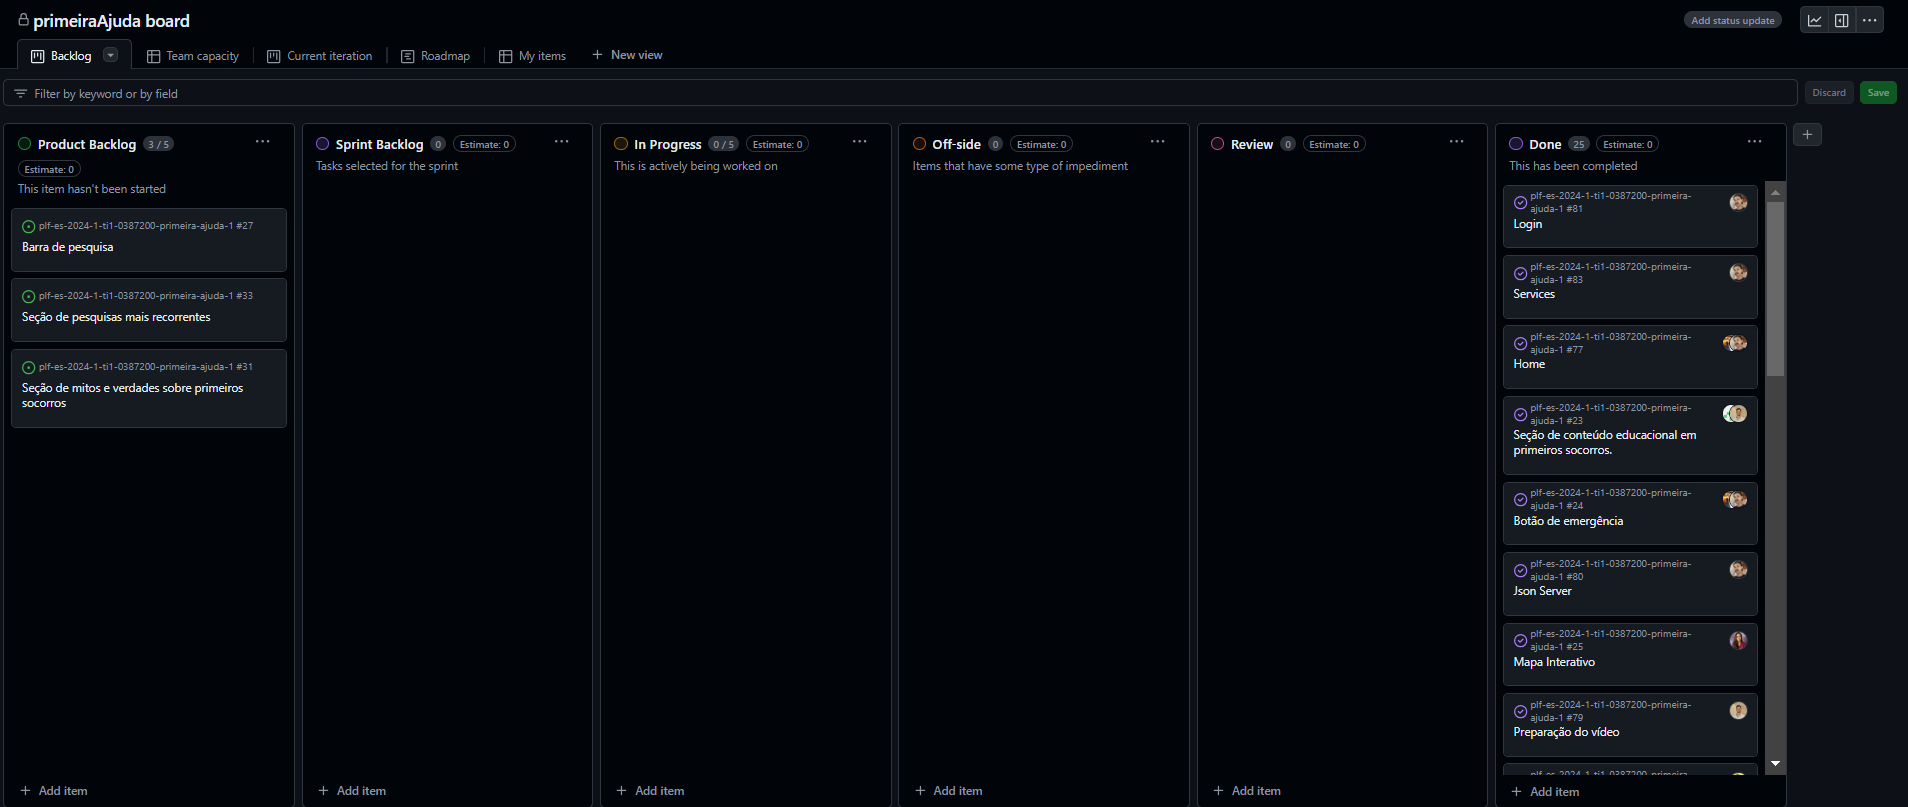 primeiraAjuda board
Add status update
Backlog
Team capacity
Current iteration
Roadmap
My items
New view
Filter by keyword or by field
Discard
Save
Product Backlog 3 / 5
Estimate: 0
This item hasn't been started
plf-es-2024-1-ti1-0387200-primeira-ajuda-1 #27
Barra de pesquisa
plf-es-2024-1-ti1-0387200-primeira-ajuda-1 #33
Seção de pesquisas mais recorrentes
plf-es-2024-1-ti1-0387200-primeira-ajuda-1 #31
Seção de mitos e verdades sobre primeiros
socorros
Add item
Sprint Backlog 0 Estimate: 0
Tasks selected for the sprint
Add item
In Progress 0 / 5 Estimate: 0
This is actively being worked on
Add item
Off-side 0 Estimate: 0
Items that have some type of impediment
Add item
Review 0 Estimate: 0
Add item
Done 25 Estimate: 0
This has been completed
plf-es-2024-1-ti1-0387200-primeira-
ajuda-1 #81
Login
plf-es-2024-1-ti1-0387200-primeira-
ajuda-1 #83
Services
plf-es-2024-1-ti1-0387200-primeira-
ajuda-1 #77
Home
plf-es-2024-1-ti1-0387200-primeira-
ajuda-1 #23
Seção de conteúdo educacional em
primeiros socorros.
plf-es-2024-1-ti1-0387200-primeira-
ajuda-1 #24
Botão de emergência
plf-es-2024-1-ti1-0387200-primeira-
ajuda-1 #80
Json Server
plf-es-2024-1-ti1-0387200-primeira-
ajuda-1 #25
Mapa Interativo
plf-es-2024-1-ti1-0387200-primeira-
ajuda-1 #79
Preparação do vídeo
plf-es-2024-1-ti1-0387200-primeira-
Add item